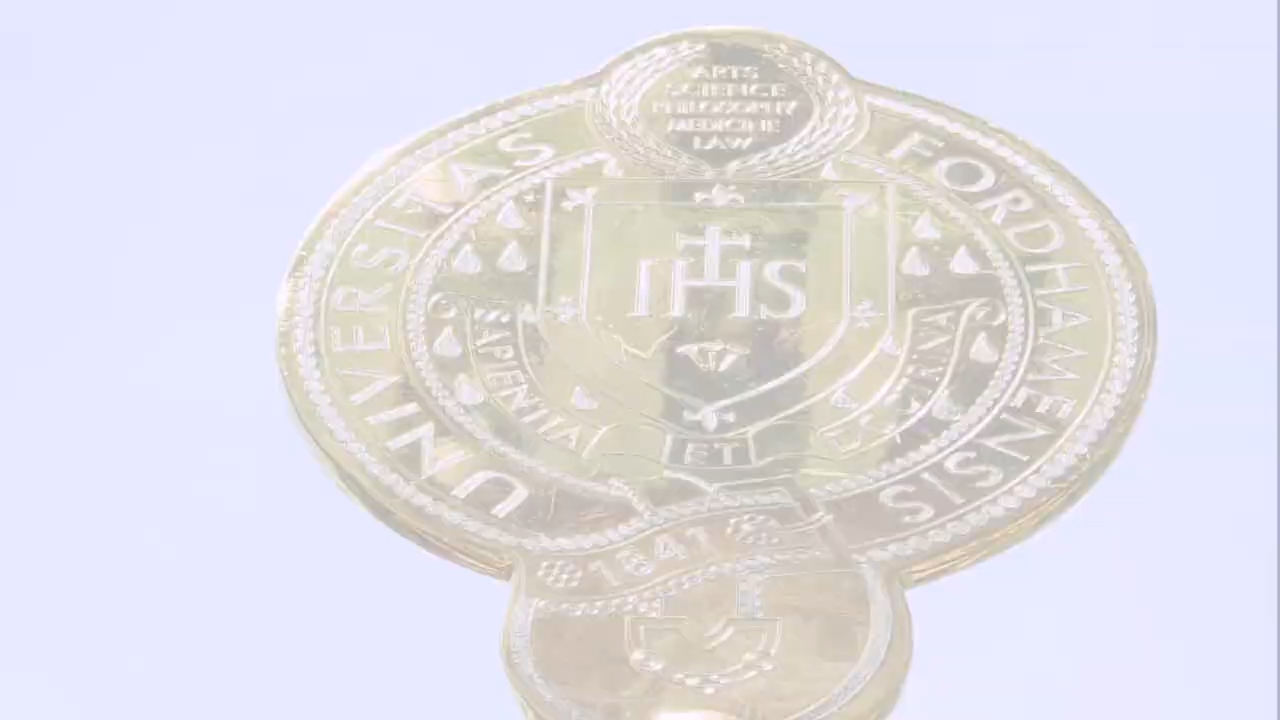 ARTS
SCIENCE
PHILOSOPHY
MEDICINE
LAW
UNIVERSITAS FORDHAMENSIS
IHS
SAPIENTIA
ET
1841